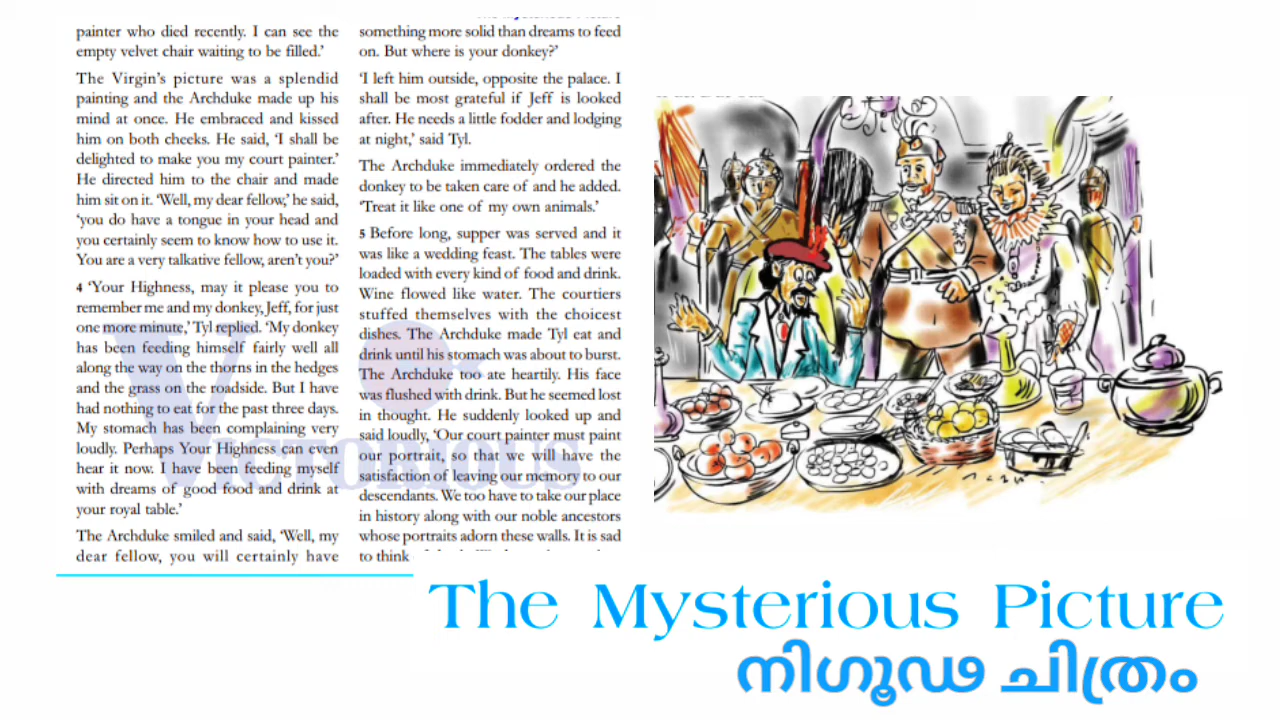 painter who died recently. I can see the
empty velvet chair waiting to be filled.’
The Virgin’s picture was a splendid
painting and the Archduke made up his
mind at once. He embraced and kissed
him on both cheeks. He said, ‘I shall be
delighted to make you my court painter.’
He directed him to the chair and made
him sit on it. ‘Well, my dear fellow,’ he said,
‘you do have a tongue in your head and
you certainly seem to know how to use it.
You are a very talkative fellow, aren’t you?’
4 ‘Your Highness, may it please you to
remember me and my donkey, Jeff, for just
one more minute,’ Tyl replied. ‘My donkey
has been feeding himself fairly well all
along the way on the thorns in the hedges
and the grass on the roadside. But I have
had nothing to eat for the past three days.
My stomach has been complaining very
loudly. Perhaps Your Highness can even
hear it now. I have been feeding myself
with dreams of good food and drink at
your royal table.’
The Archduke smiled and said, ‘Well, my
dear fellow, you will certainly have
something more solid than dreams to feed
on. But where is your donkey?’
‘I left him outside, opposite the palace. I
shall be most grateful if Jeff is looked
after. He needs a little fodder and lodging
at night,’ said Tyl.
The Archduke immediately ordered the
donkey to be taken care of and he added.
‘Treat it like one of my own animals.’
5 Before long, supper was served and it
was like a wedding feast. The tables were
loaded with every kind of food and drink.
Wine flowed like water. The courtiers
stuffed themselves with the choicest
dishes. The Archduke made Tyl eat and
drink until his stomach was about to burst.
The Archduke too ate heartily. His face
was flushed with drink. But he seemed lost
in thought. He suddenly looked up and
said loudly, ‘Our court painter must paint
our portrait, so that we will have the
satisfaction of leaving our memory to our
descendants. We too have to take our place
in history along with our noble ancestors
whose portraits adorn these walls. It is sad
to think
VICTORIOUS
The Mysterious Picture
നിഗൂഢ ചിത്രം